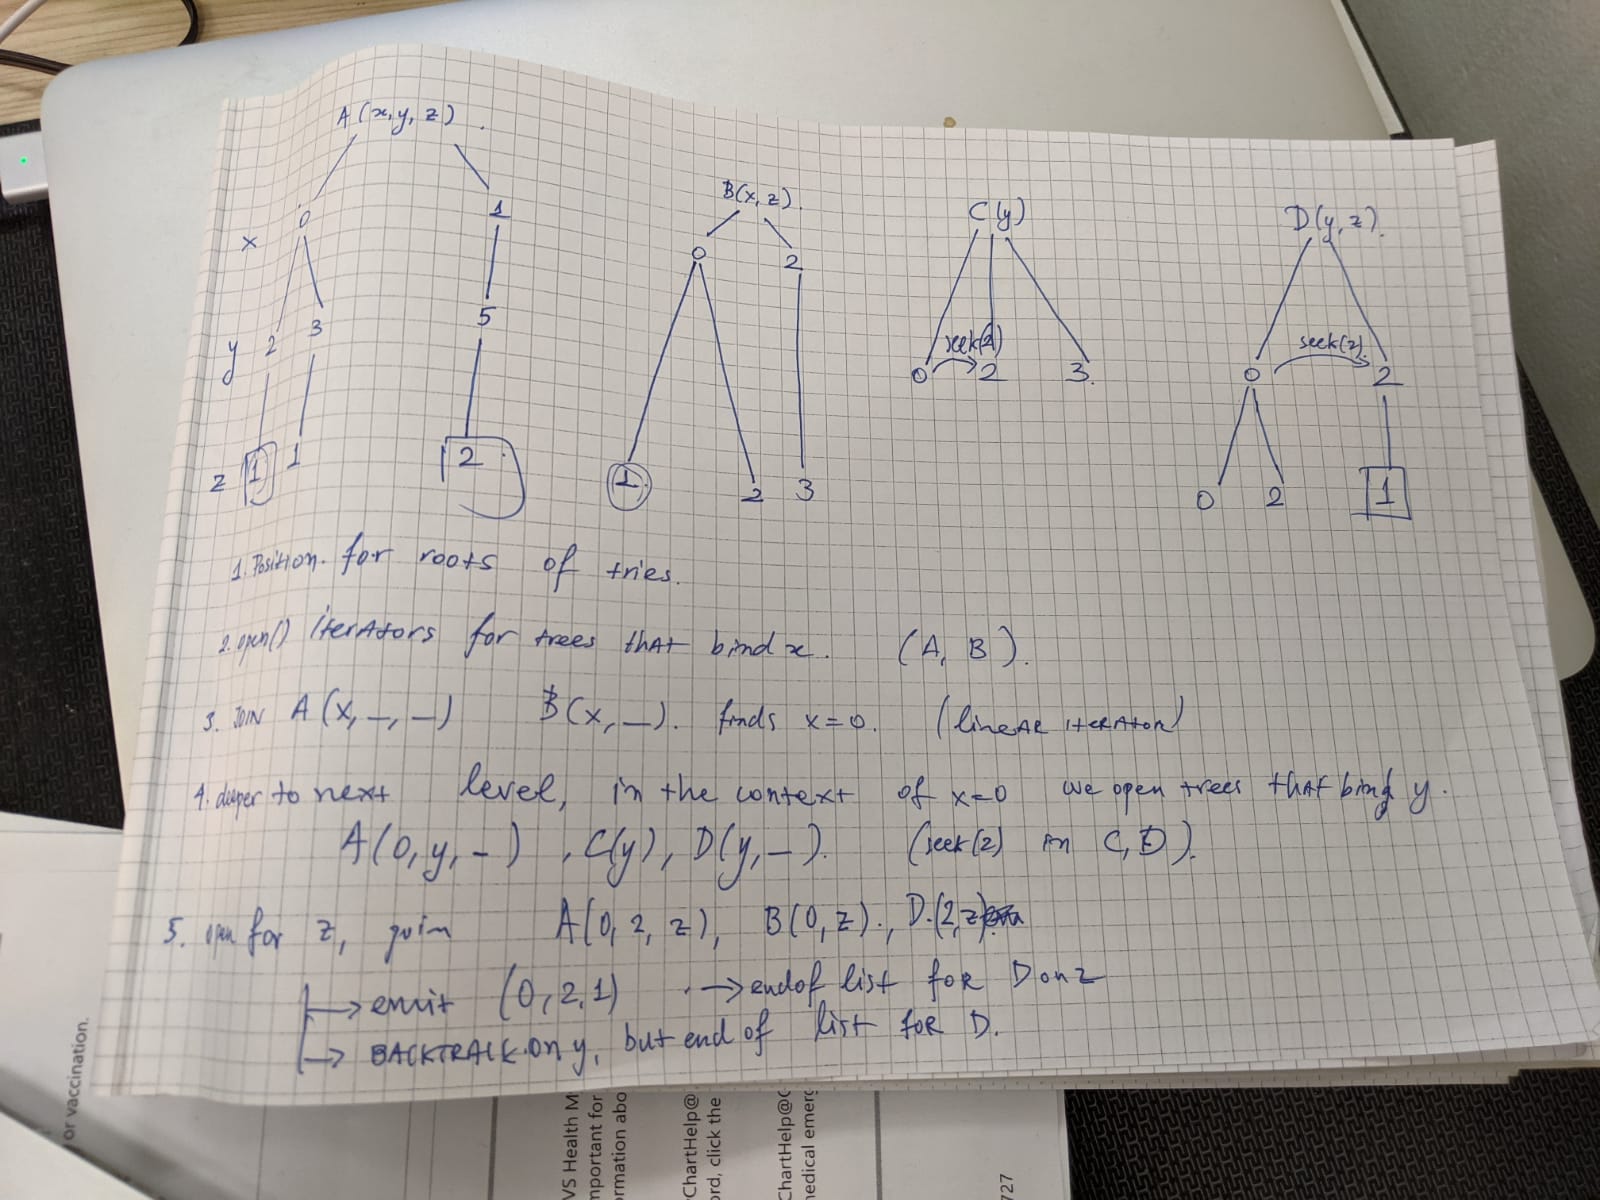 A(x,y,z).
B(x,z).
C(y)
D(y,z).
x 0 1
0 2
y 2 3 5
seek(2)
0 2 3.
seek(2).
0 2
z 1 1 2
1 2 3
0 2 1
1. Position. for roots of tries.
2. open() iterators for trees that bind x. (A, B).
3. JOIN A(x,_,_) B(x,_). finds x=0. (linear iterator)
4. deeper to next level, in the context of x=0 we open trees that bind y.
A(0,y,-), C(y), D(y,-). (seek(2) in C,D).
5. open for z, join A(0,2,z), B(0,z)., D.(2,z)
→ emit (0,2,1) → end of list for D on z
→ BACKTRACK on y, but end of list for D.
or vaccination.
VS Health M
mportant for
ormation abo
ChartHelp@
ord, click the
ChartHelp@C
nedical emerg
727